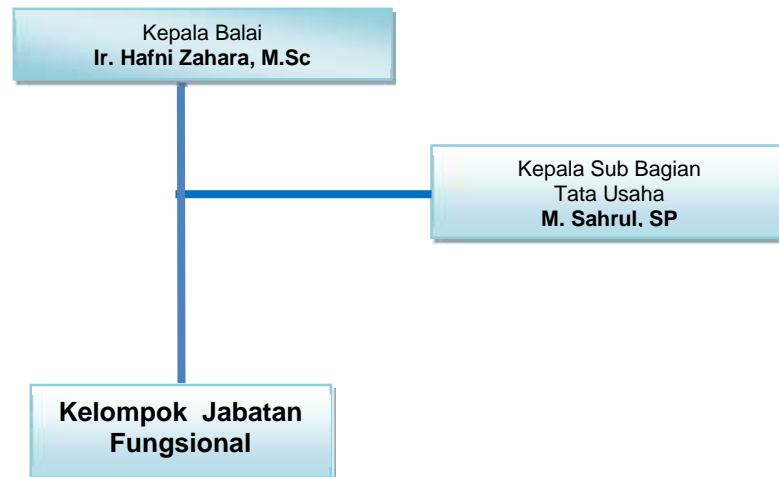 Kepala Balai
Ir. Hafni Zahara, M.Sc
Kepala Sub Bagian
Tata Usaha
M. Sahrul, SP
Kelompok Jabatan
Fungsional